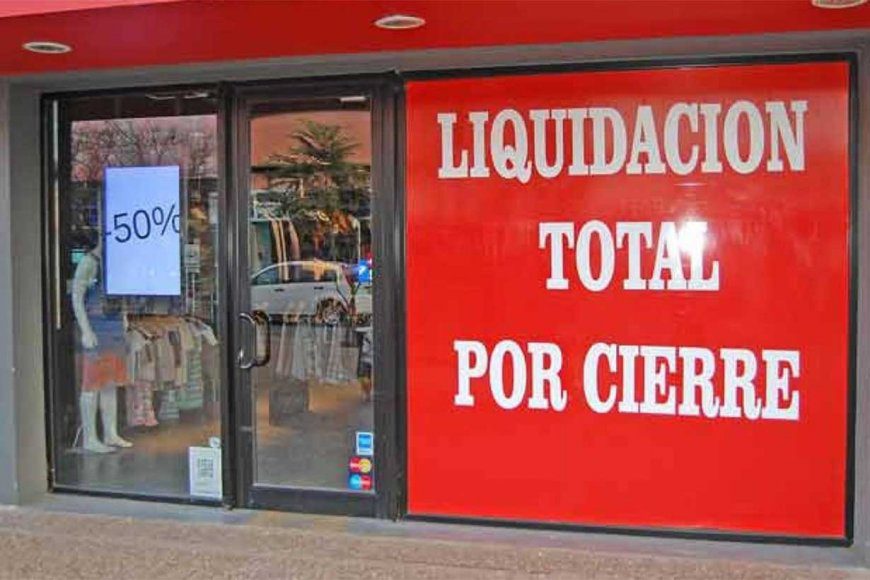 -50%
LIQUIDACION
TOTAL
POR CIERRE